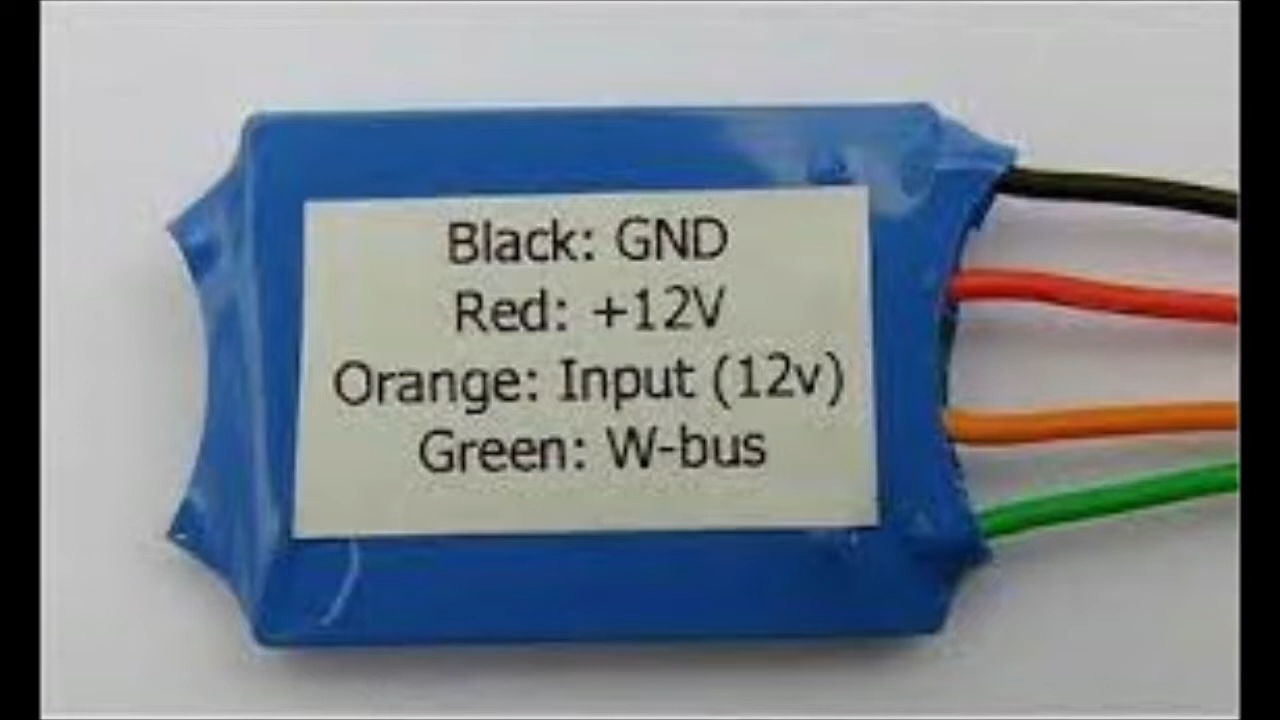 Black: GND
Red: +12V
Orange: Input (12v)
Green: W-bus